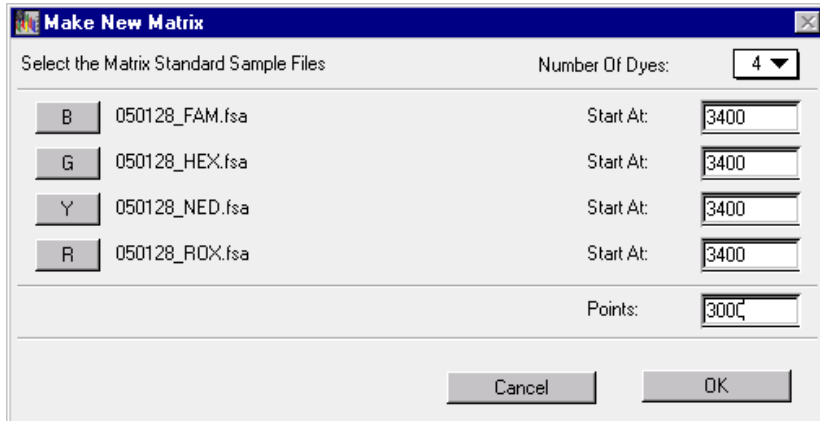 Make New Matrix
Select the Matrix Standard Sample Files Number Of Dyes: 4
B 050128_FAM.fsa Start At: 3400
G 050128_HEX.fsa Start At: 3400
Y 050128_NED.fsa Start At: 3400
R 050128_ROX.fsa Start At: 3400
Points: 3000
Cancel OK